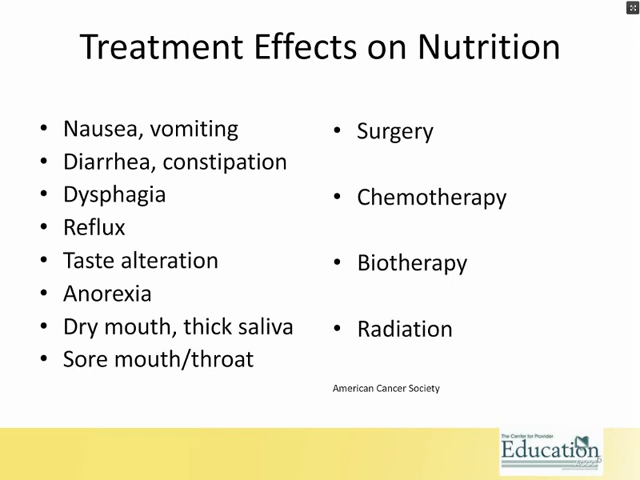 Treatment Effects on Nutrition
• Nausea, vomiting
• Diarrhea, constipation
• Dysphagia
• Reflux
• Taste alteration
• Anorexia
• Dry mouth, thick saliva
• Sore mouth/throat
• Surgery
• Chemotherapy
• Biotherapy
• Radiation
American Cancer Society
The Center for Provider
Education